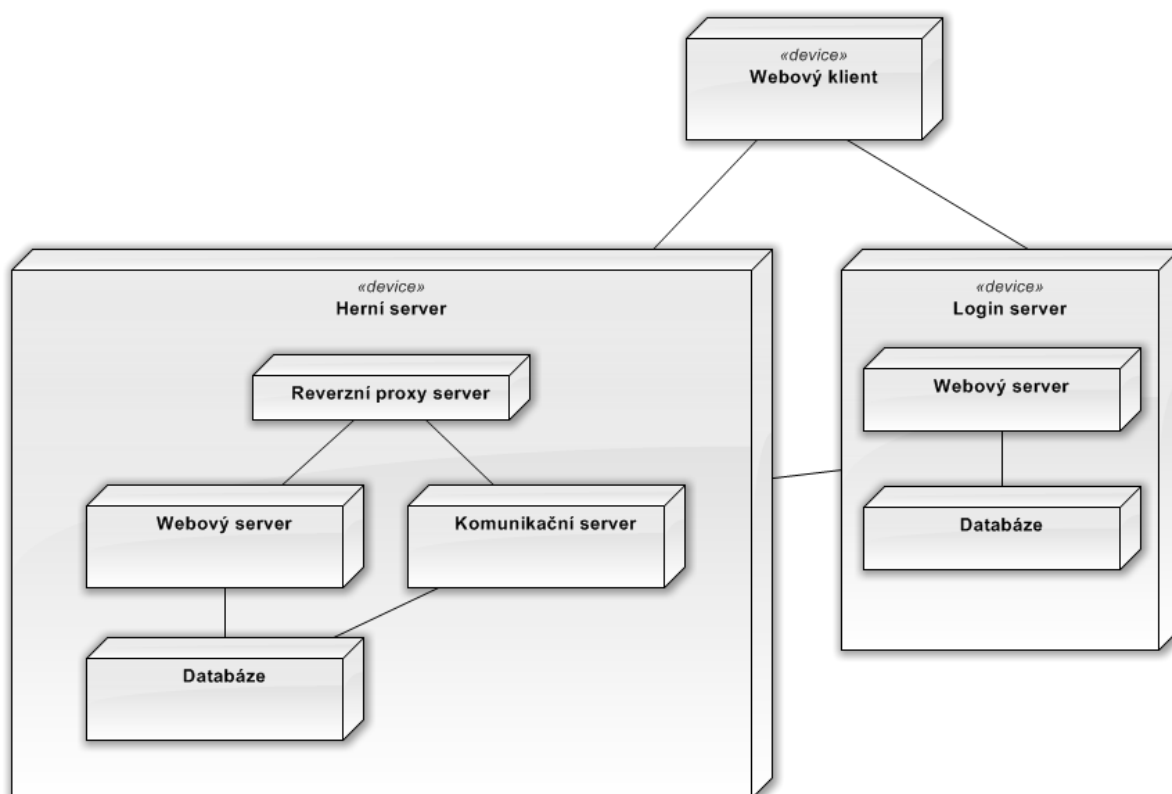 «device»
Webový klient
«device»
Herní server
Reverzní proxy server
Webový server
Komunikační server
Databáze
«device»
Login server
Webový server
Databáze